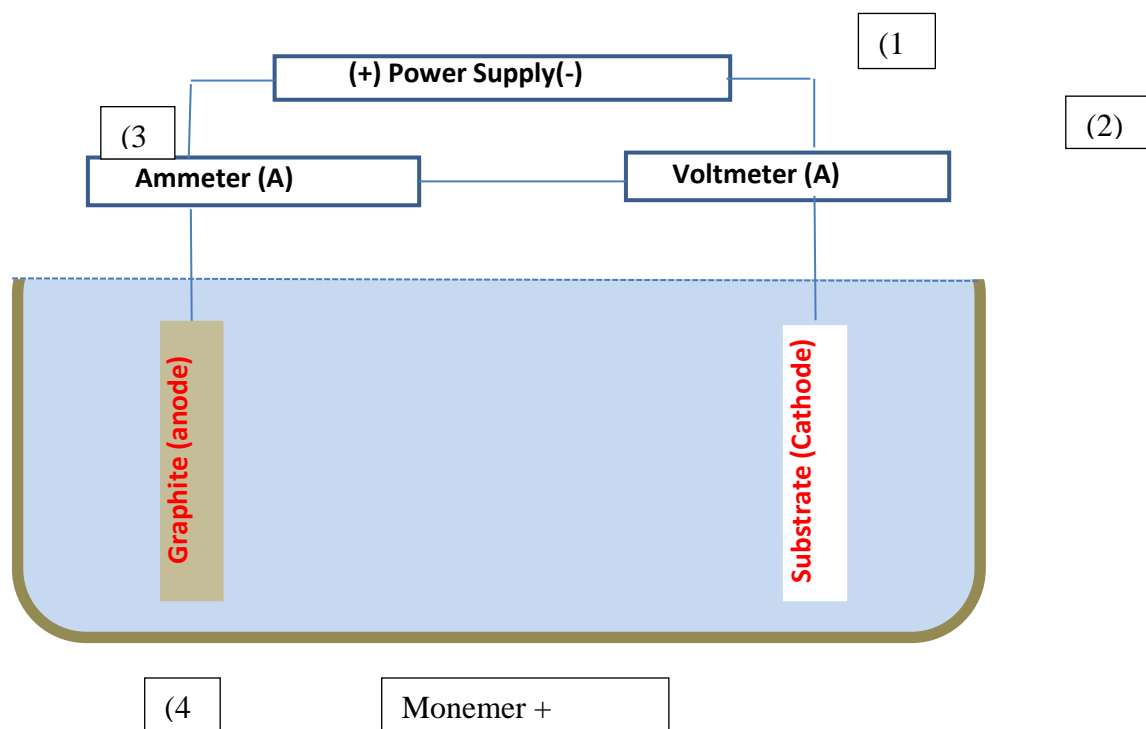 (1
(+) Power Supply(-)
(2)
(3
Ammeter (A)
Voltmeter (A)
Graphite (anode)
Substrate (Cathode)
(4
Monemer +